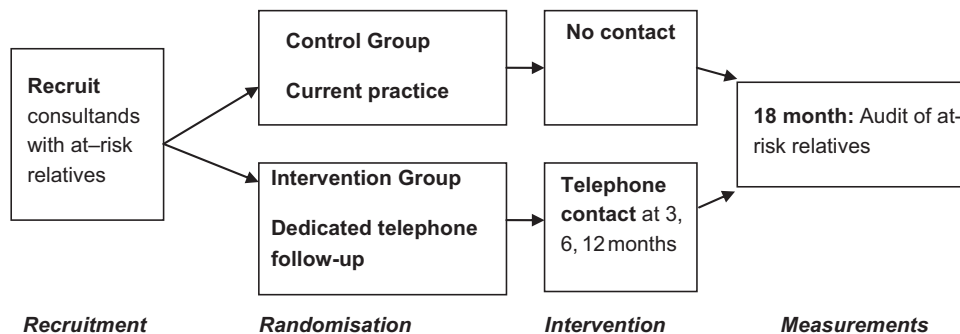 Recruit
consultands
with at–risk
relatives
Control Group
Current practice
Intervention Group
Dedicated telephone
follow-up
No contact
Telephone
contact at 3,
6, 12 months
18 month: Audit of at–
risk relatives
Recruitment
Randomisation
Intervention
Measurements